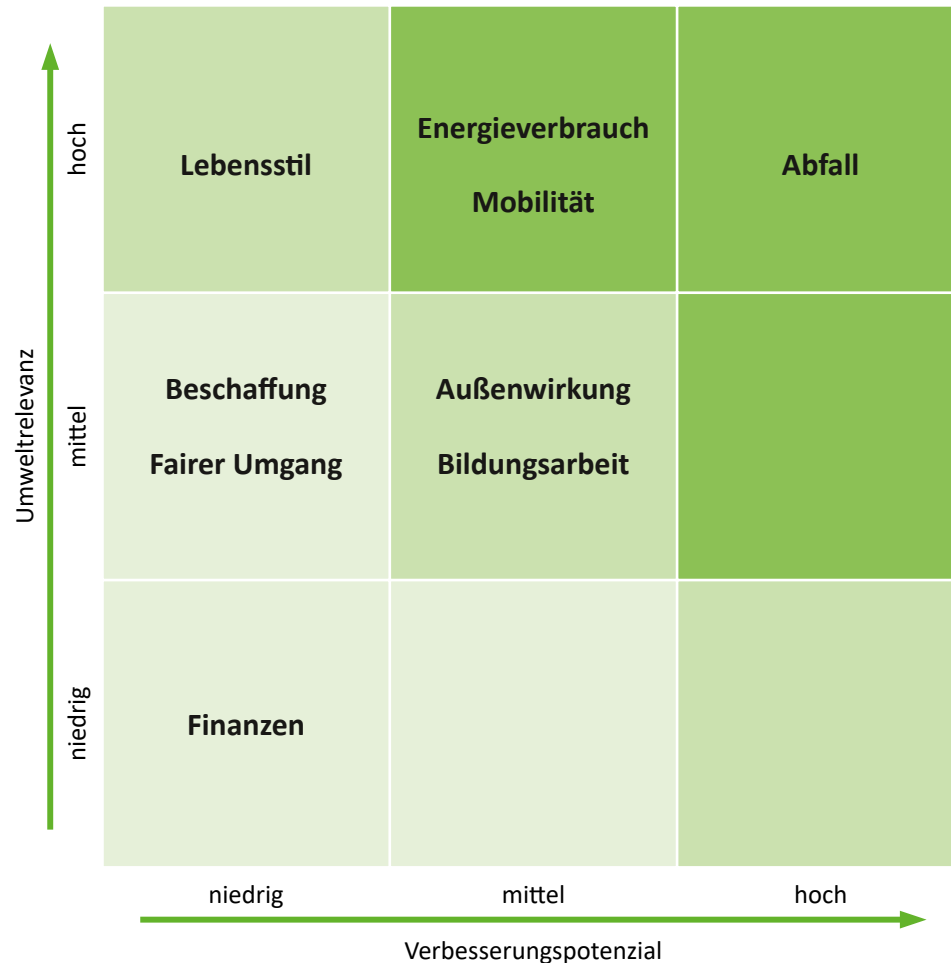 Umweltrelevanz
hoch
Lebensstil
Energieverbrauch
Mobilität
Abfall
mittel
Beschaffung
Fairer Umgang
Außenwirkung
Bildungsarbeit
niedrig
Finanzen
niedrig
mittel
hoch
Verbesserungspotenzial